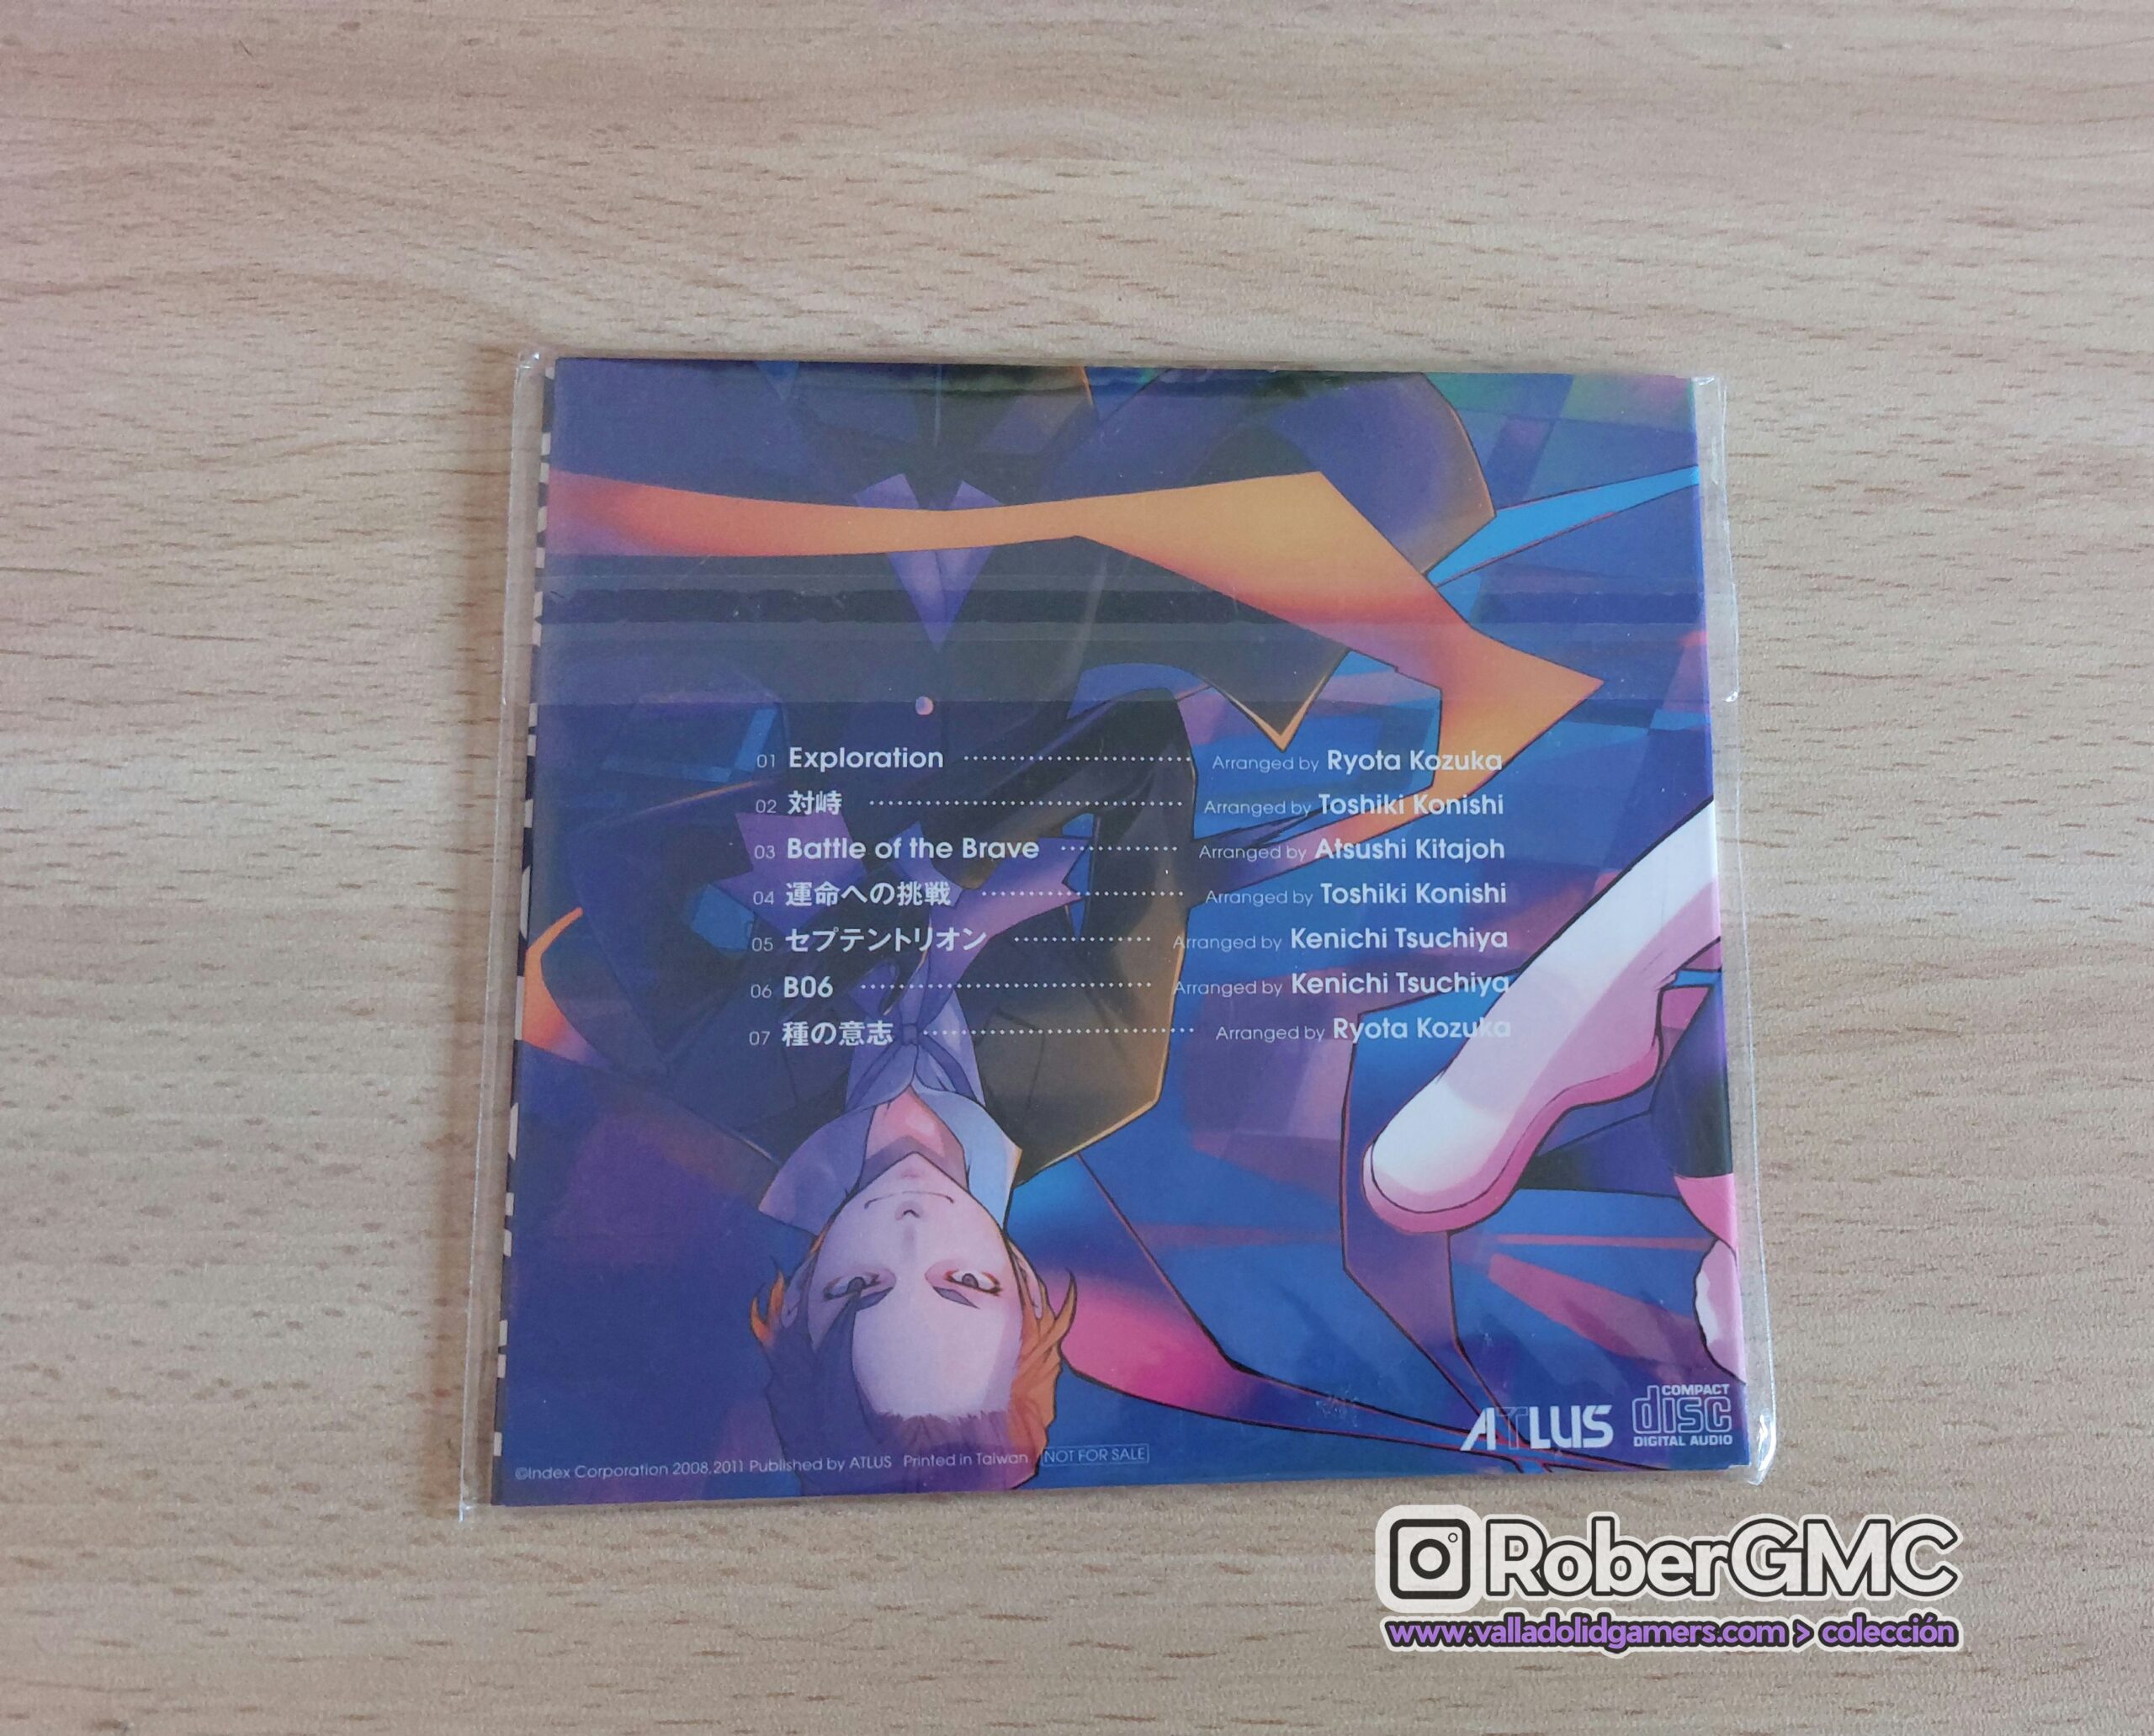 01 Exploration ························ Arranged by Ryota Kozuka
02 対峙 ································ Arranged by Toshiki Konishi
03 Battle of the Brave ············ Arranged by Atsushi Kitajoh
04 運命への挑戦 ···················· Arranged by Toshiki Konishi
05 セプテントリオン ·············· Arranged by Kenichi Tsuchiya
06 B06 ······························ Arranged by Kenichi Tsuchiya
07 種の意志 ··························· Arranged by Ryota Kozuka
ATLUS
COMPACT
disc
DIGITAL AUDIO
©Index Corporation 2008,2011 Published by ATLUS Printed in Taiwan NOT FOR SALE
RoberGMC
www.valladolidgamers.com > colección